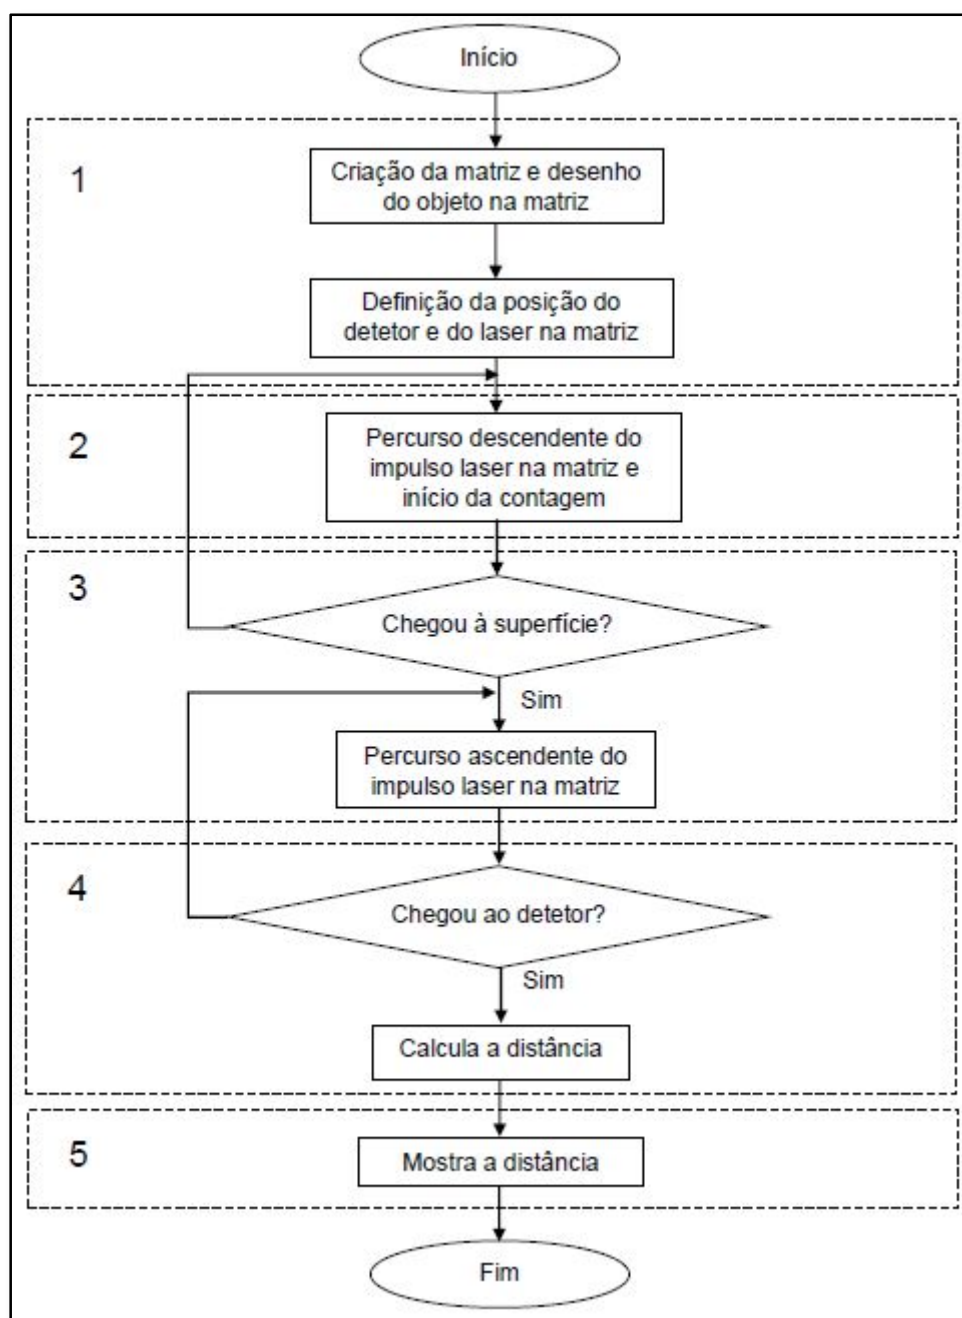 Início
1
Criação da matriz e desenho
do objeto na matriz
Definição da posição do
detetor e do laser na matriz
2
Percurso descendente do
impulso laser na matriz e
início da contagem
3
Chegou à superfície?
Sim
Percurso ascendente do
impulso laser na matriz
4
Chegou ao detetor?
Sim
Calcula a distância
5
Mostra a distância
Fim